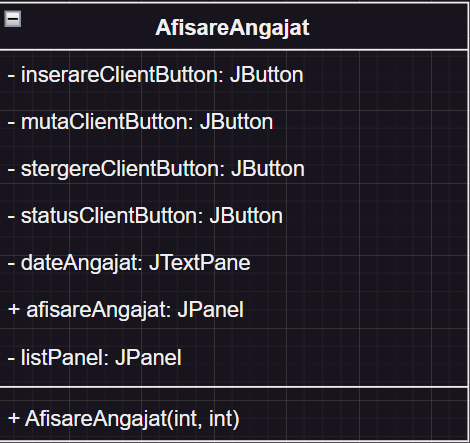 AfisareAngajat
- inserareClientButton: JButton
- mutaClientButton: JButton
- stergereClientButton: JButton
- statusClientButton: JButton
- dateAngajat: JTextPane
+ afisareAngajat: JPanel
- listPanel: JPanel
+ AfisareAngajat(int, int)